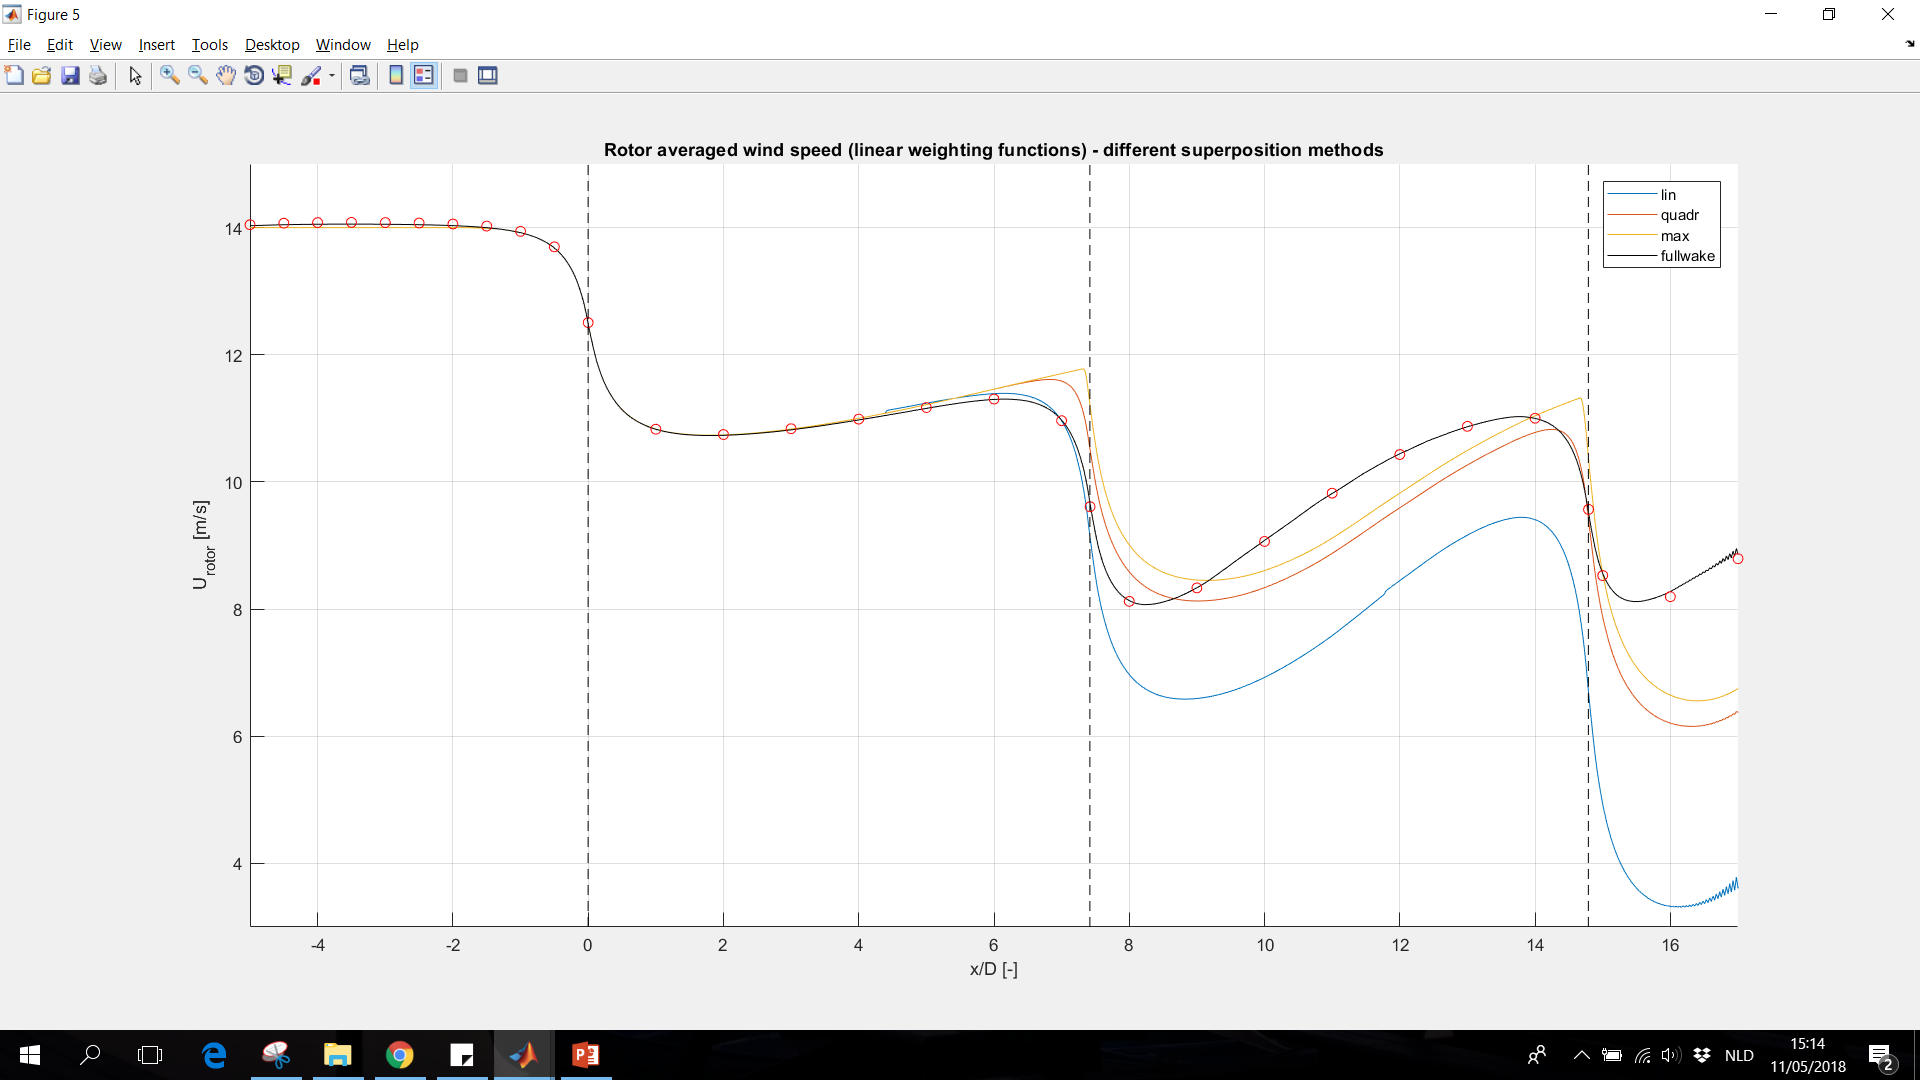 Figure 5
File Edit View Insert Tools Desktop Window Help
Rotor averaged wind speed (linear weighting functions) - different superposition methods
lin
quadr
max
fullwake
14
12
10
8
6
4
U_rotor [m/s]
-4 -2 0 2 4 6 8 10 12 14 16
x/D [-]
NLD
15:14
11/05/2018
2